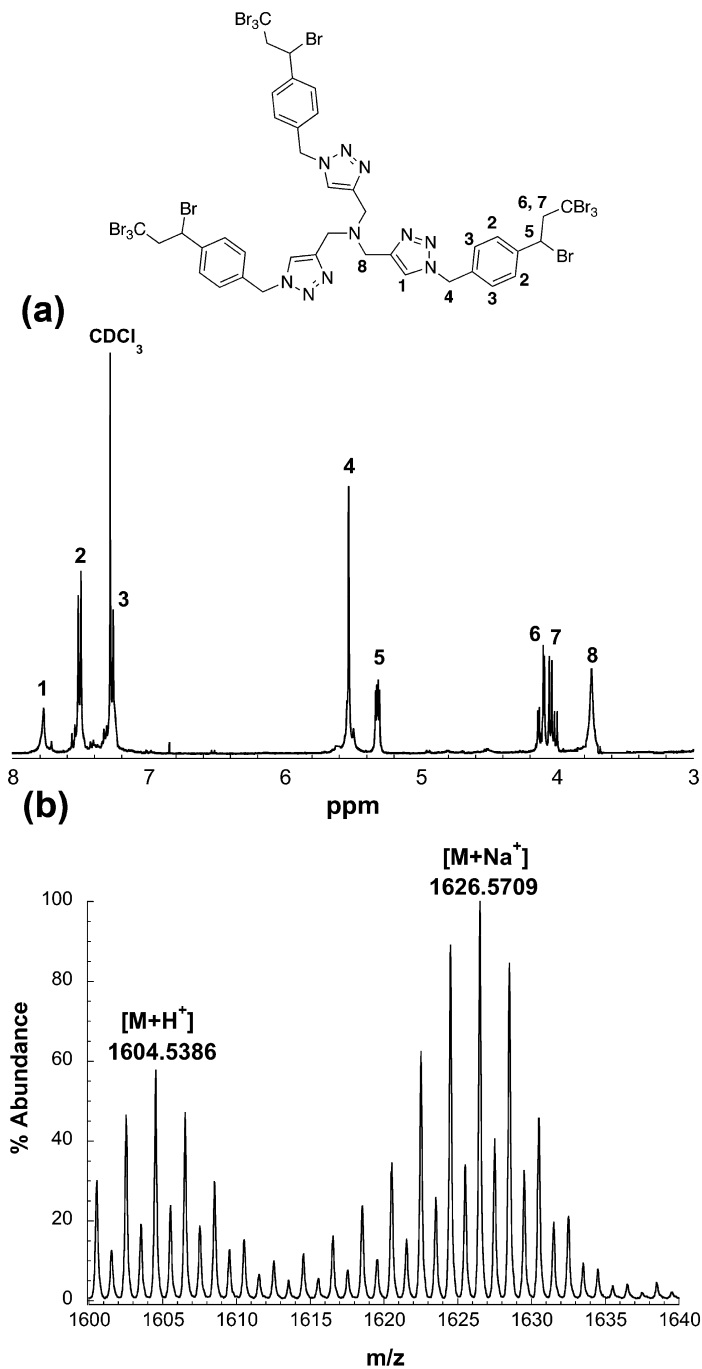 Br3C
Br
N
N
N
6, 7
CBr3
Br
Br3C
2
5
3
N
N
Br
N
N
8
N
2
N
N
N
1
4
3
(a)
CDCl3
4
2
3
6
7
5
8
1
8
7
6
5
4
3
ppm
(b)
[M+Na+]
1626.5709
100
80
[M+H+]
1604.5386
60
40
20
0
% Abundance
1600
1605
1610
1615
1620
1625
1630
1635
1640
m/z